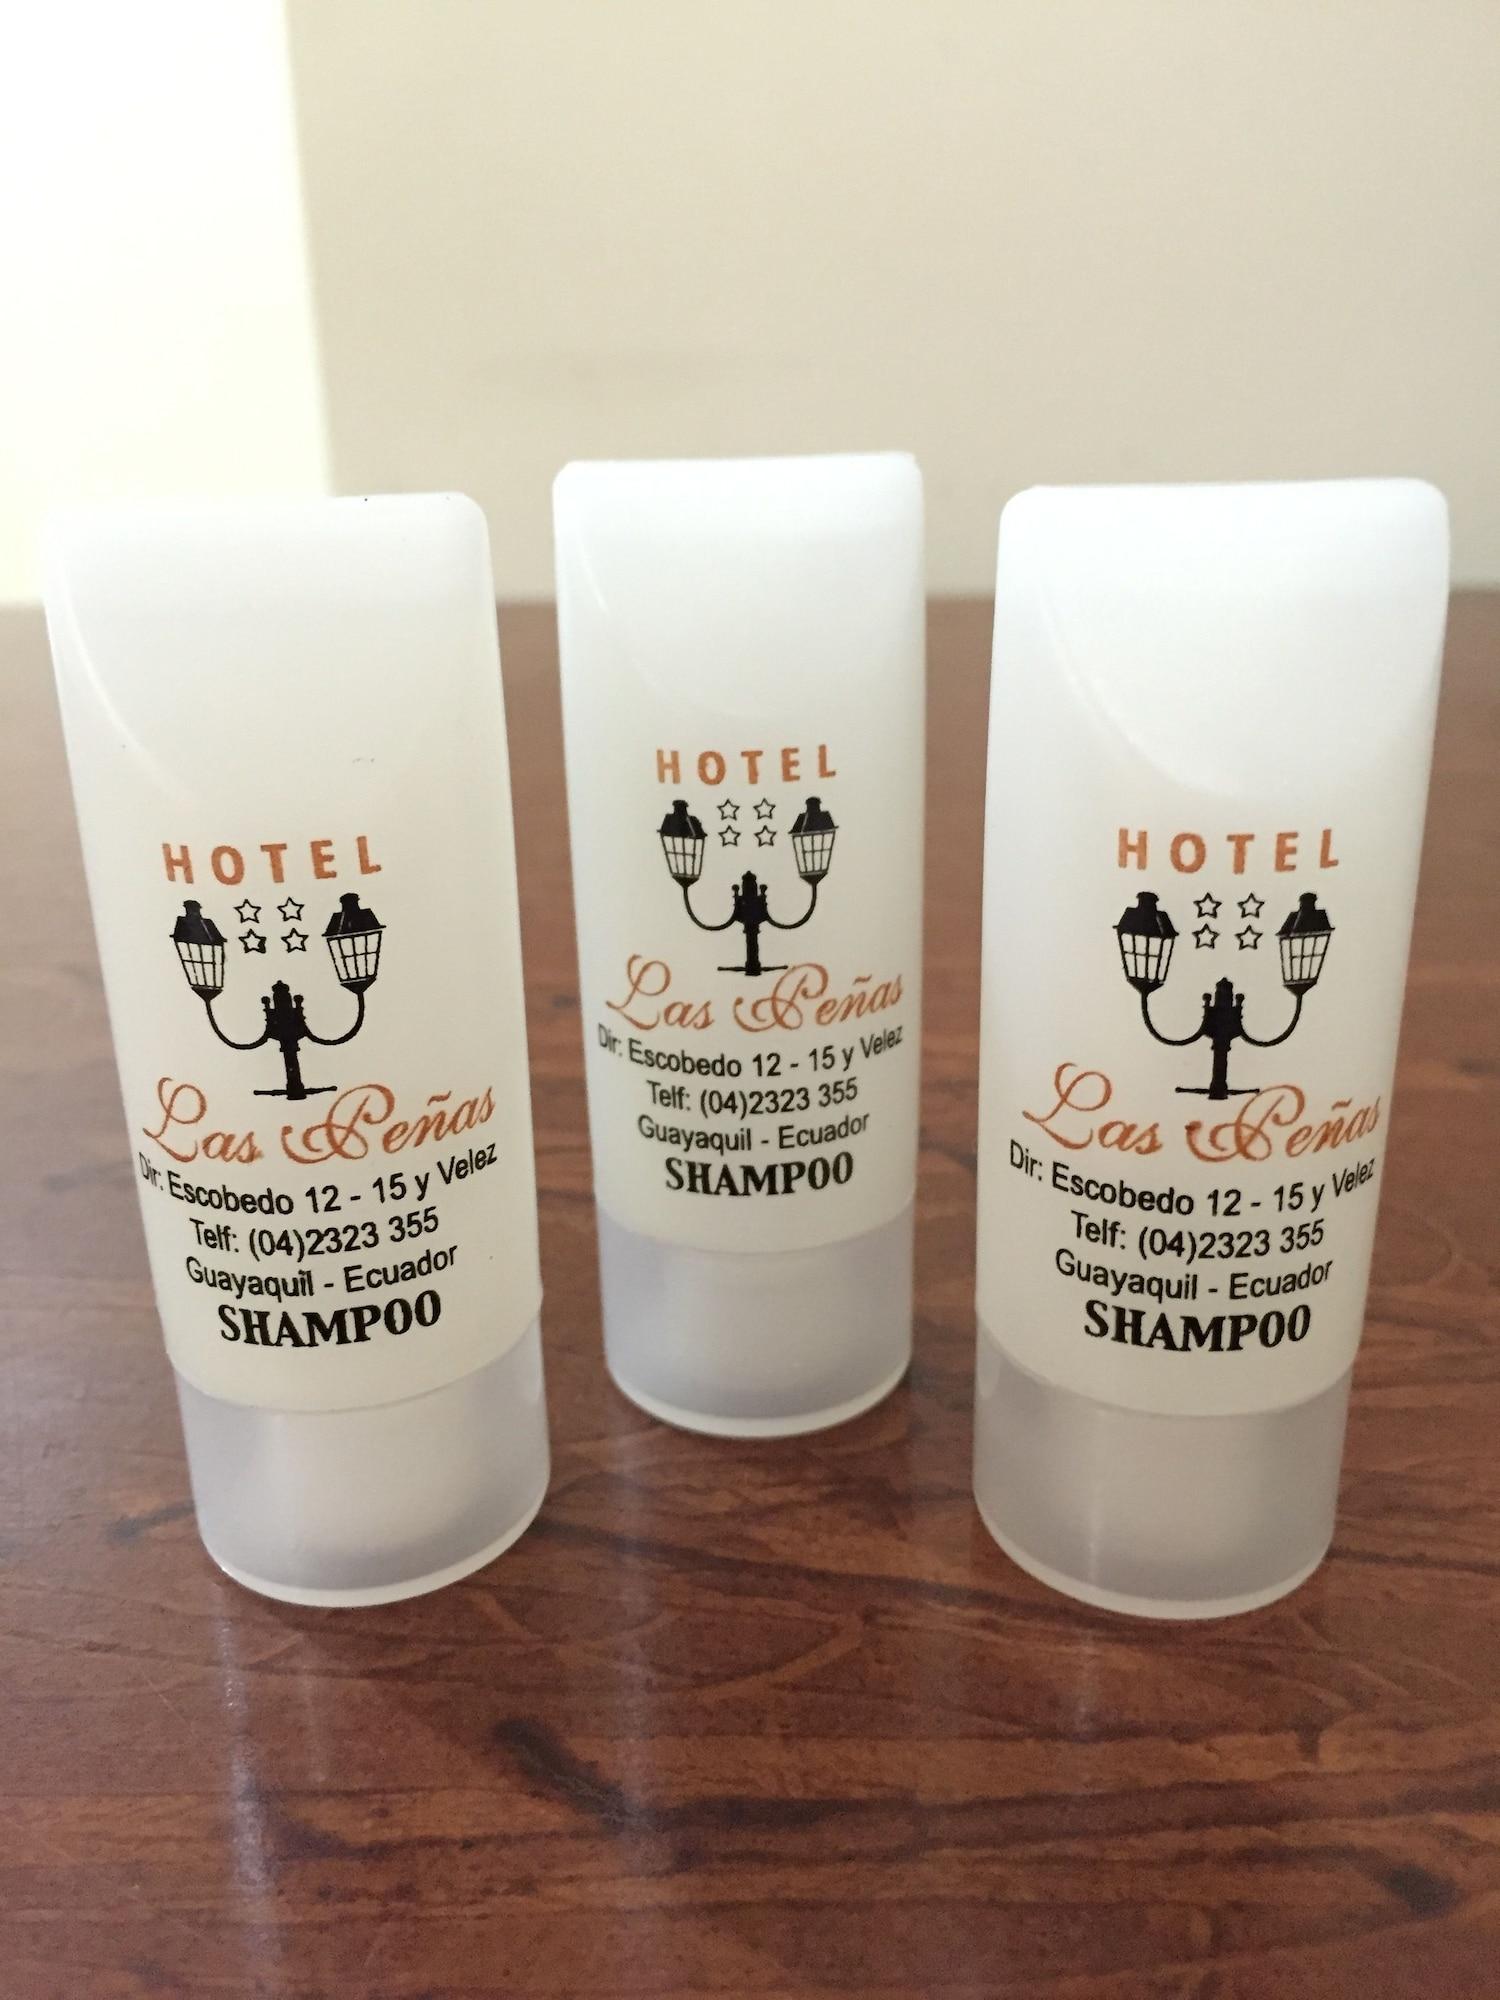 HOTEL
Las Peñas
Dir: Escobedo 12 - 15 y Velez
Telf: (04)2323 355
Guayaquil - Ecuador
SHAMPOO
HOTEL
Las Peñas
Dir: Escobedo 12 - 15 y Velez
Telf: (04)2323 355
Guayaquil - Ecuador
SHAMPOO
HOTEL
Las Peñas
Dir: Escobedo 12 - 15 y Velez
Telf: (04)2323 355
Guayaquil - Ecuador
SHAMPOO